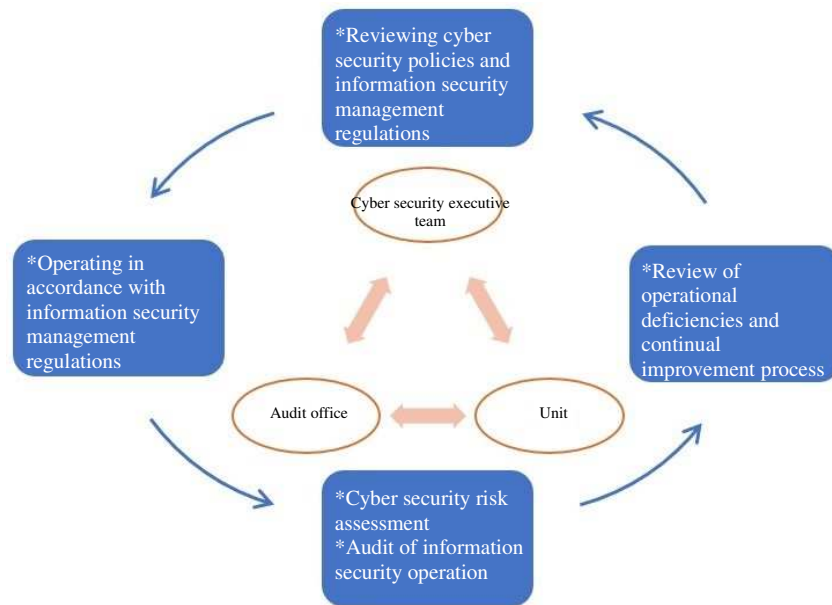 *Reviewing cyber
security policies and
information security
management
regulations
Cyber security executive
team
*Operating in
accordance with
information security
management
regulations
*Review of
operational
deficiencies and
continual
improvement process
Audit office
Unit
*Cyber security risk
assessment
*Audit of information
security operation